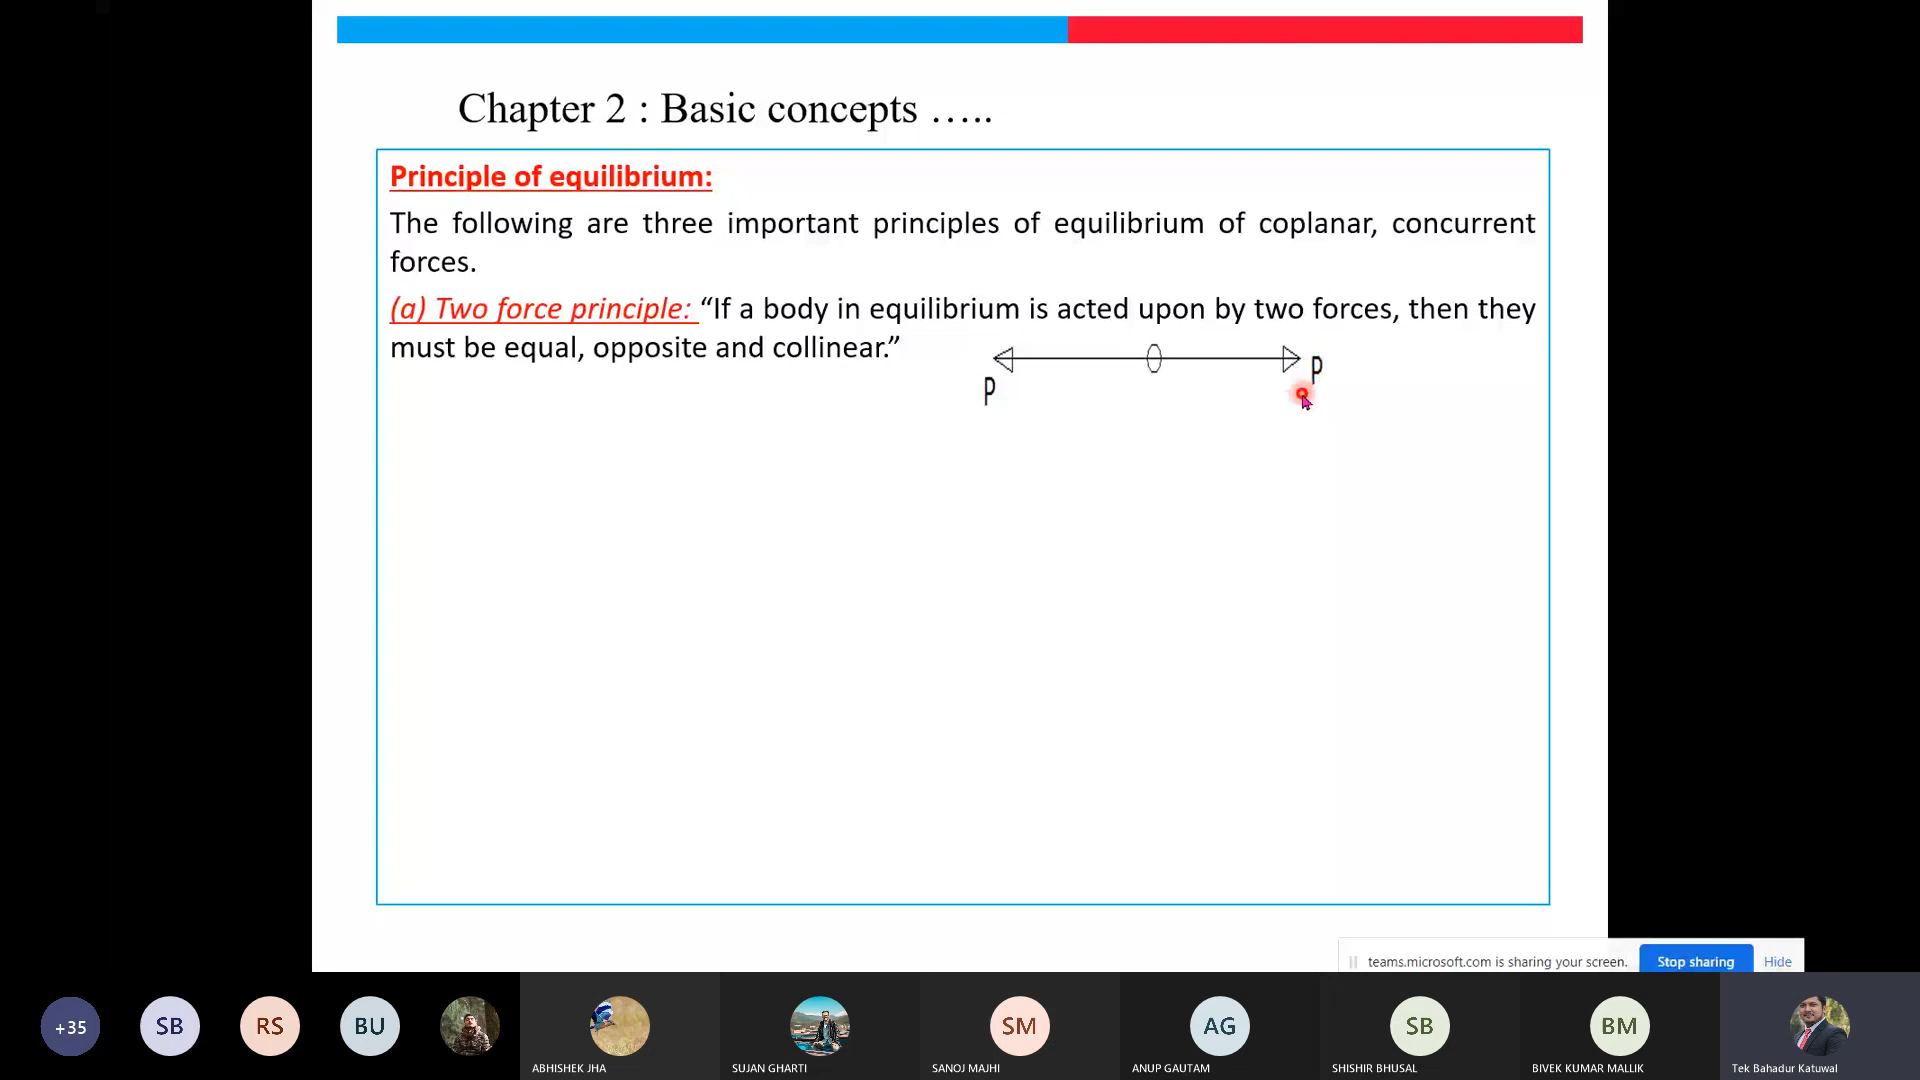 Chapter 2 : Basic concepts …..
Principle of equilibrium:
The following are three important principles of equilibrium of coplanar, concurrent
forces.
(a) Two force principle: “If a body in equilibrium is acted upon by two forces, then they
must be equal, opposite and collinear.”
P
P
teams.microsoft.com is sharing your screen.
Stop sharing
Hide
+35
SB
RS
BU
SM
AG
SB
BM
ABHISHEK JHA
SUJAN GHARTI
SANOJ MAJHI
ANUP GAUTAM
SHISHIR BHUSAL
BIVEK KUMAR MALLIK
Tek Bahadur Katuwal